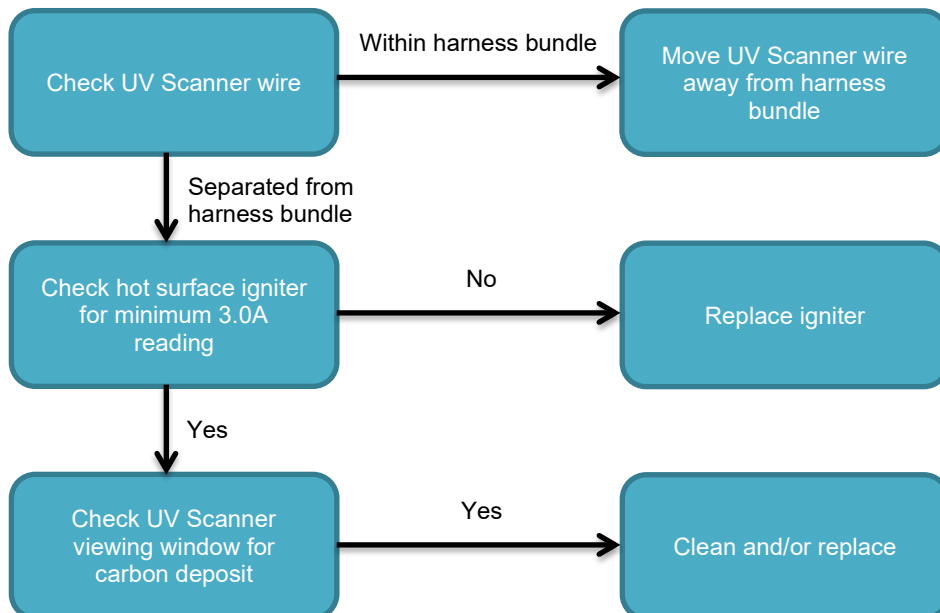 Check UV Scanner wire
Within harness bundle
Move UV Scanner wire
away from harness
bundle
Separated from
harness bundle
Check hot surface igniter
for minimum 3.0A
reading
No
Replace igniter
Yes
Check UV Scanner
viewing window for
carbon deposit
Yes
Clean and/or replace